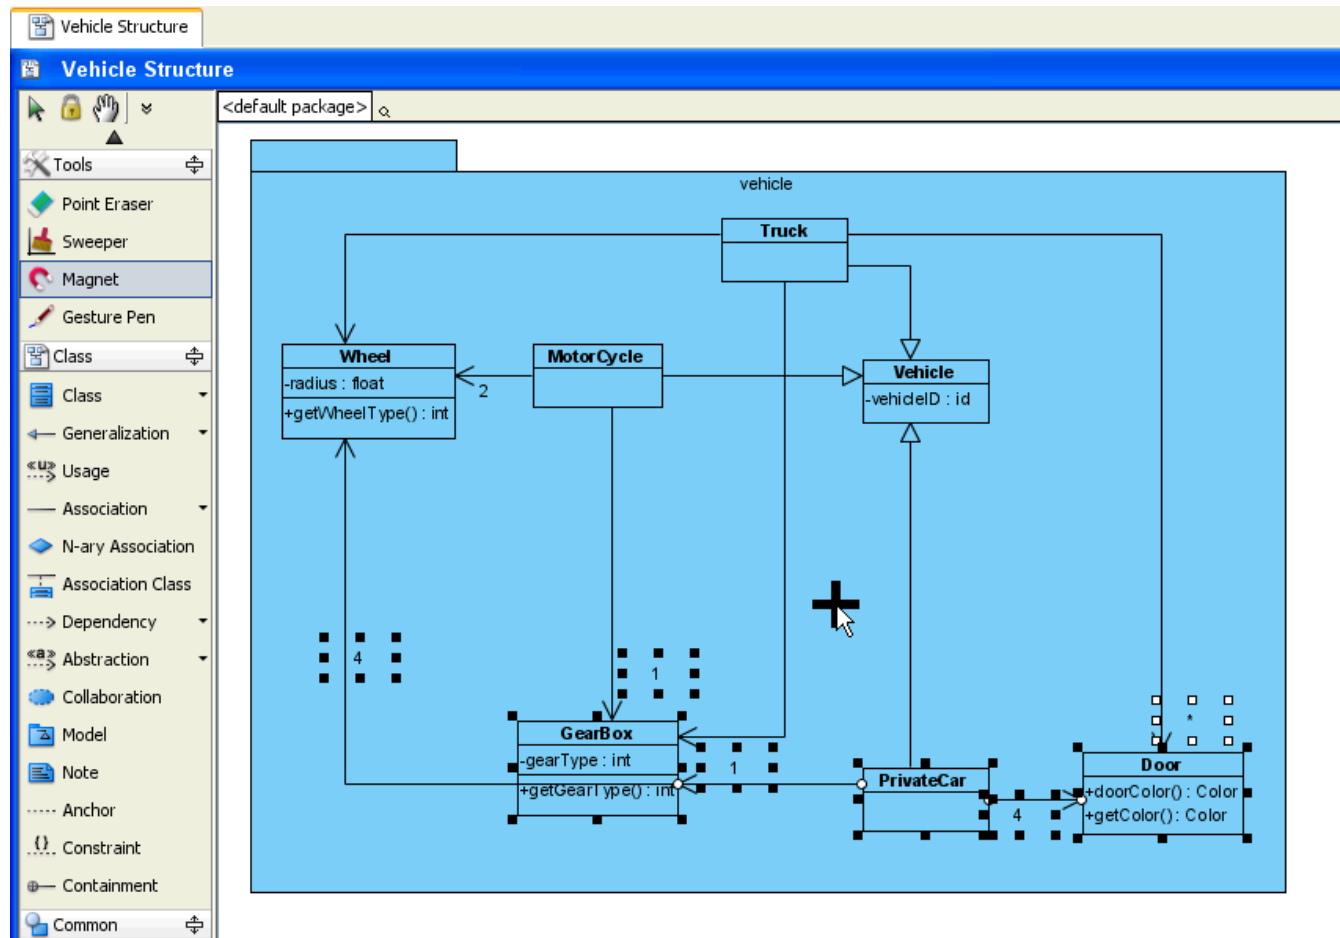 Vehicle Structure
Vehicle Structure
<default package>
Tools
Point Eraser
Sweeper
Magnet
Gesture Pen
Class
Class
Generalization
«u»
Usage
Association
N-ary Association
Association Class
Dependency
«a»
Abstraction
Collaboration
Model
Note
Anchor
{}
Constraint
Containment
Common
vehicle
Truck
Wheel
-radius : float
+getWheelType() : int
2
MotorCycle
Vehicle
-vehicleID : id
4
1
*
GearBox
-gearType : int
+getGearType() : int
1
PrivateCar
4
Door
+doorColor() : Color
+getColor() : Color